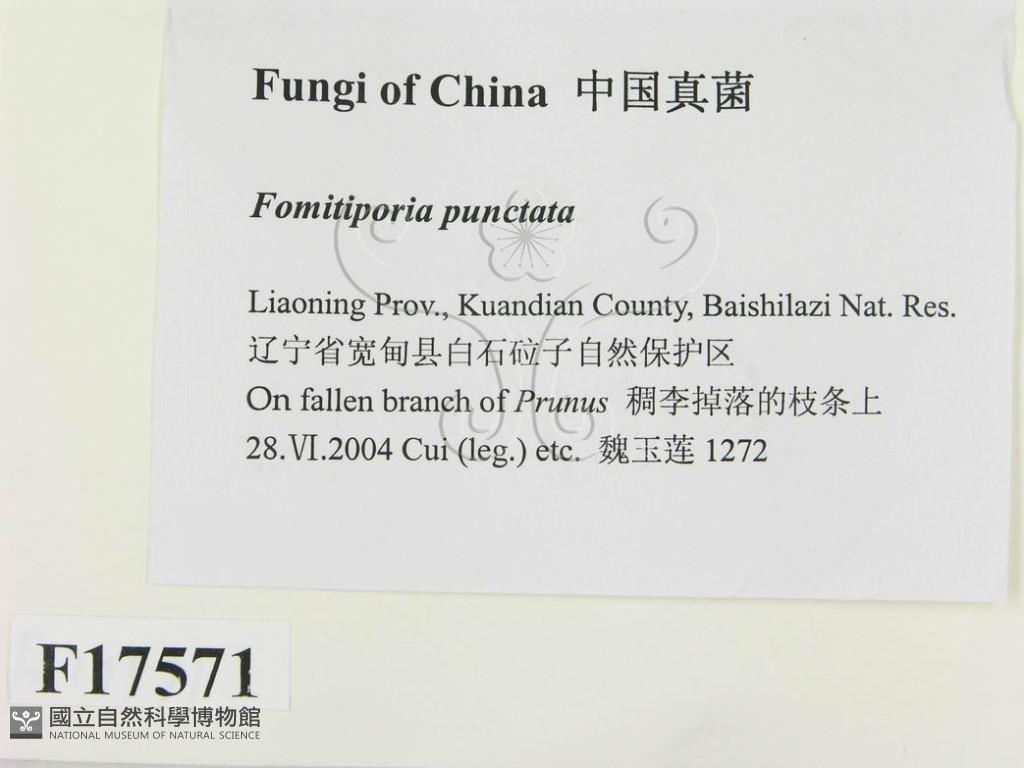 Fungi of China 中国真菌
Fomitiporia punctata
Liaoning Prov., Kuandian County, Baishilazi Nat. Res.
辽宁省宽甸县白石砬子自然保护区
On fallen branch of Prunus 稠李掉落的枝条上
28.Ⅵ.2004 Cui (leg.) etc. 魏玉莲 1272
F17571
國立自然科學博物館
NATIONAL MUSEUM OF NATURAL SCIENCE